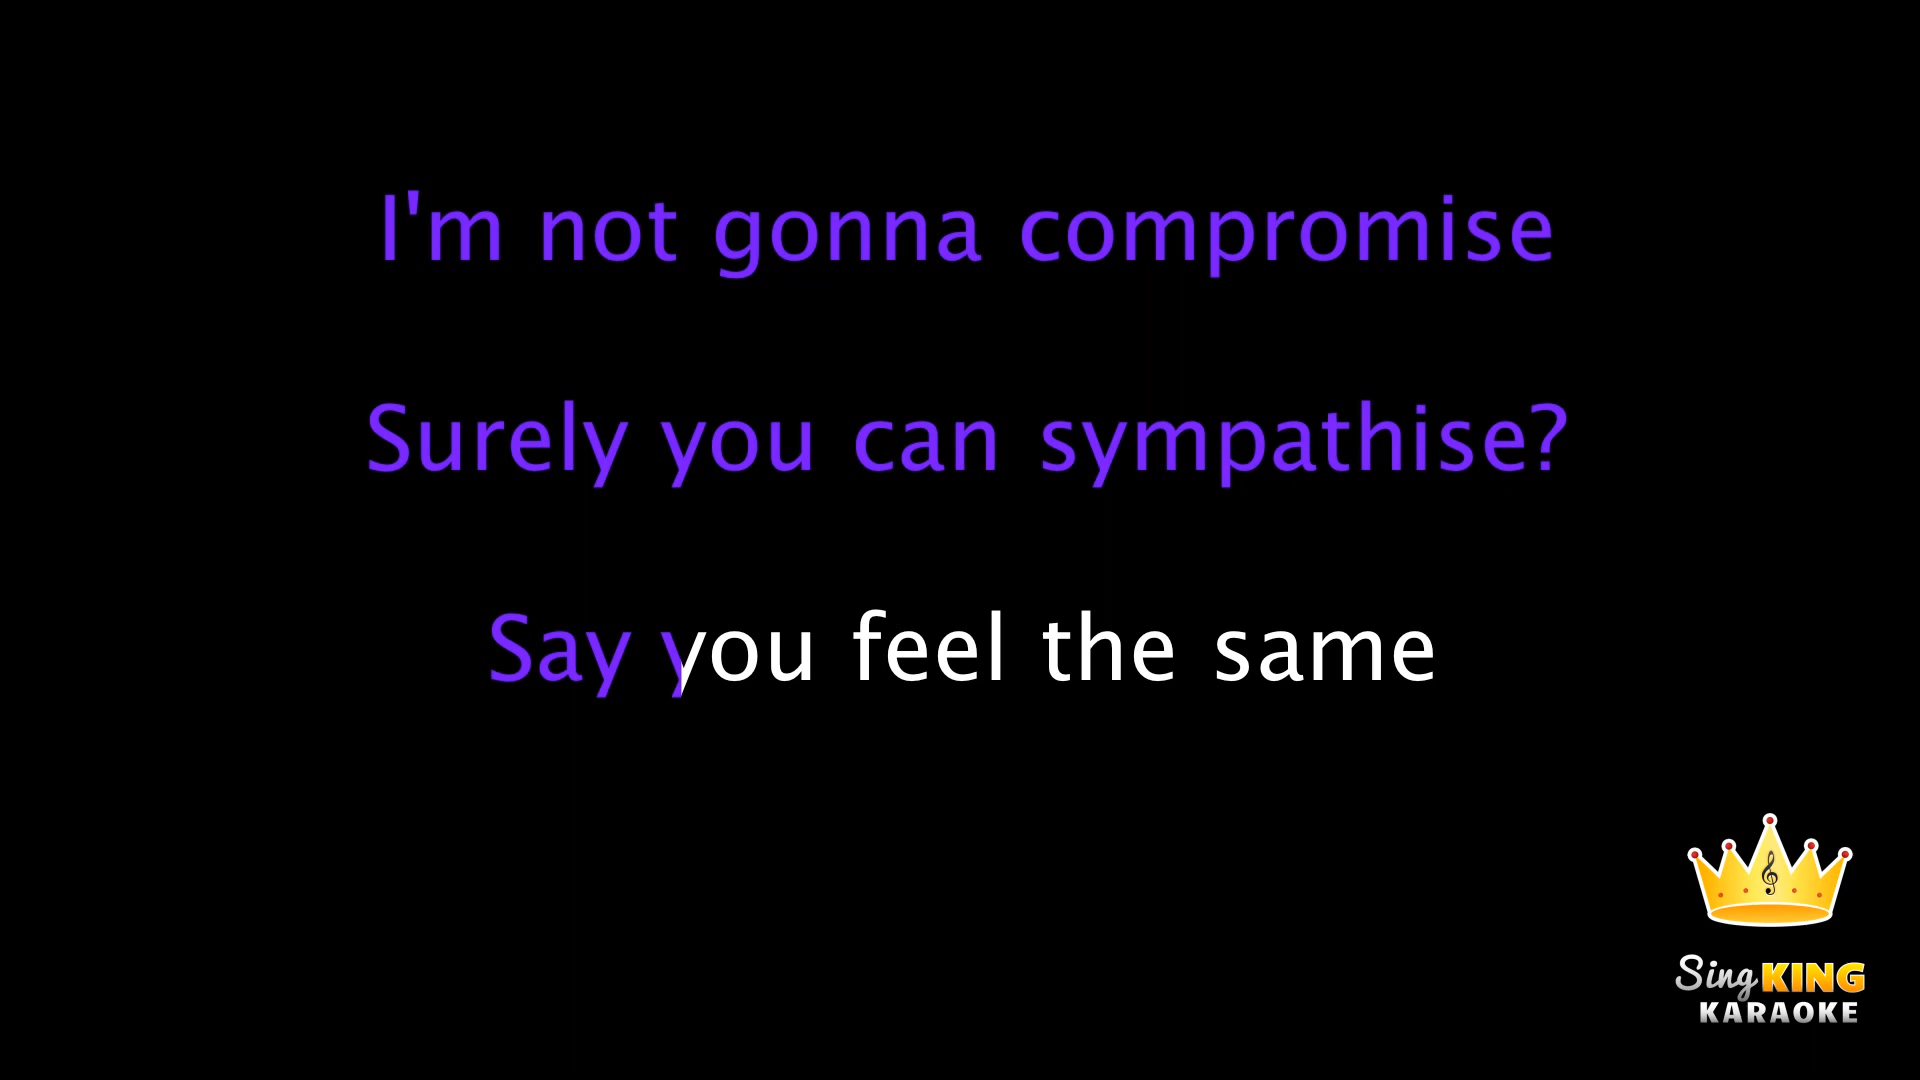 I'm not gonna compromise
Surely you can sympathise?
Say you feel the same
Sing KING
KARAOKE